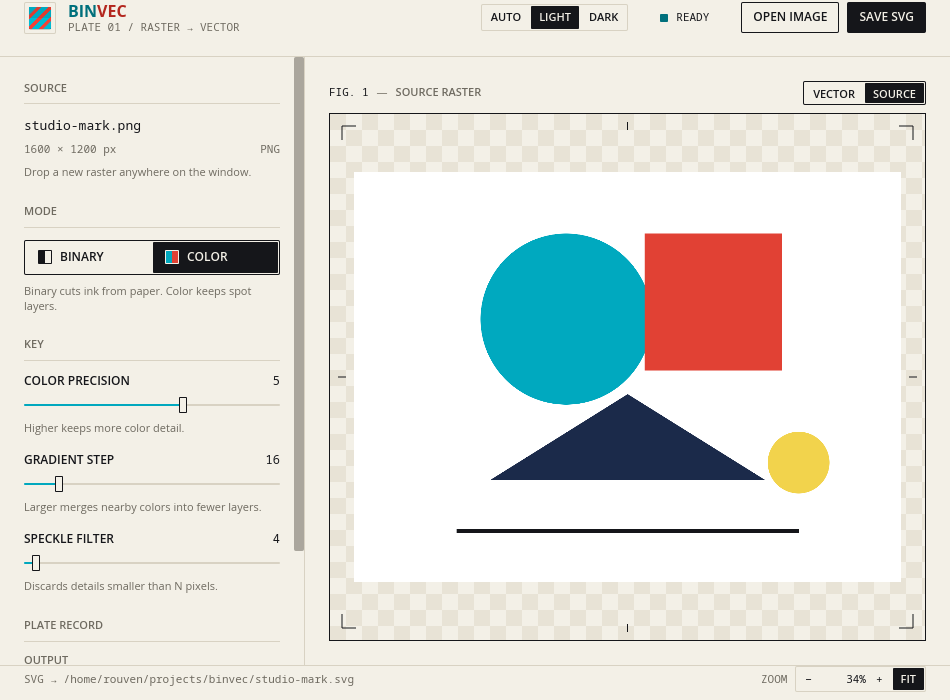 BINVEC
PLATE 01 / RASTER → VECTOR
AUTO LIGHT DARK
READY
OPEN IMAGE
SAVE SVG
SOURCE
studio-mark.png
1600 × 1200 px PNG
Drop a new raster anywhere on the window.
MODE
BINARY COLOR
Binary cuts ink from paper. Color keeps spot
layers.
KEY
COLOR PRECISION 5
Higher keeps more color detail.
GRADIENT STEP 16
Larger merges nearby colors into fewer layers.
SPECKLE FILTER 4
Discards details smaller than N pixels.
PLATE RECORD
OUTPUT
FIG. 1 — SOURCE RASTER
VECTOR SOURCE
SVG → /home/rouven/projects/binvec/studio-mark.svg
ZOOM − 34% + FIT